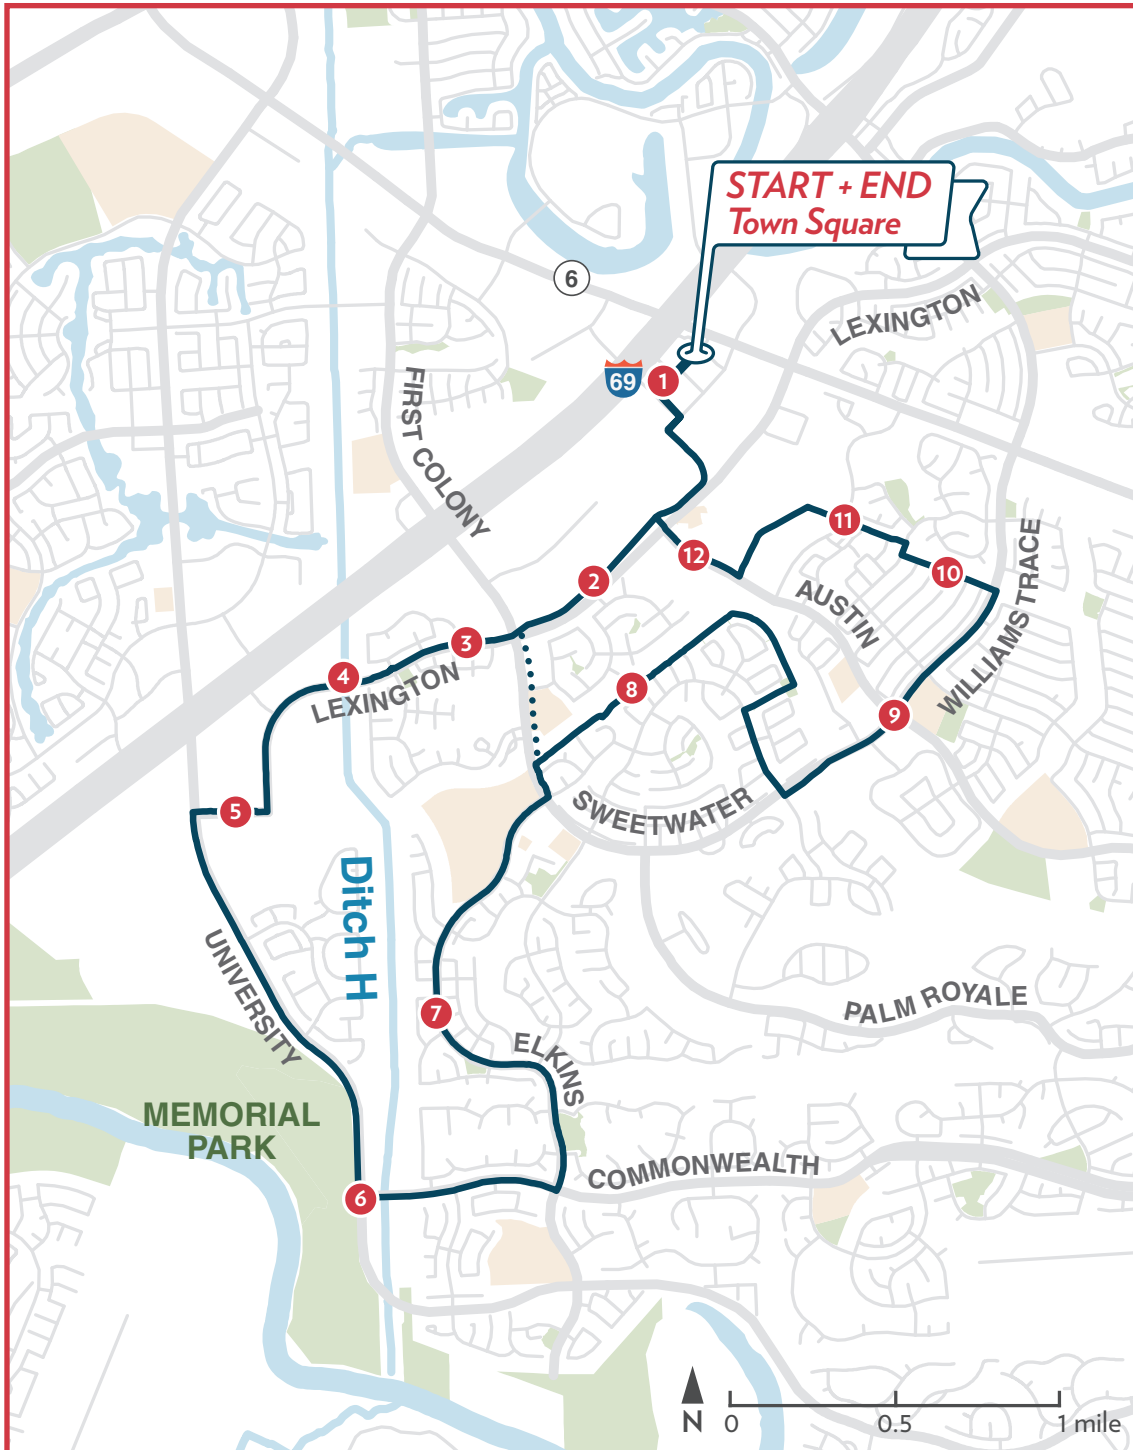 START + END
Town Square
6
LEXINGTON
69
1
FIRST COLONY
11
12
2
10
WILLIAMS TRACE
AUSTIN
3
4
LEXINGTON
8
9
5
SWEETWATER
Ditch H
UNIVERSITY
PALM ROYALE
7
ELKINS
MEMORIAL
PARK
COMMONWEALTH
6
N
0
0.5
1 mile